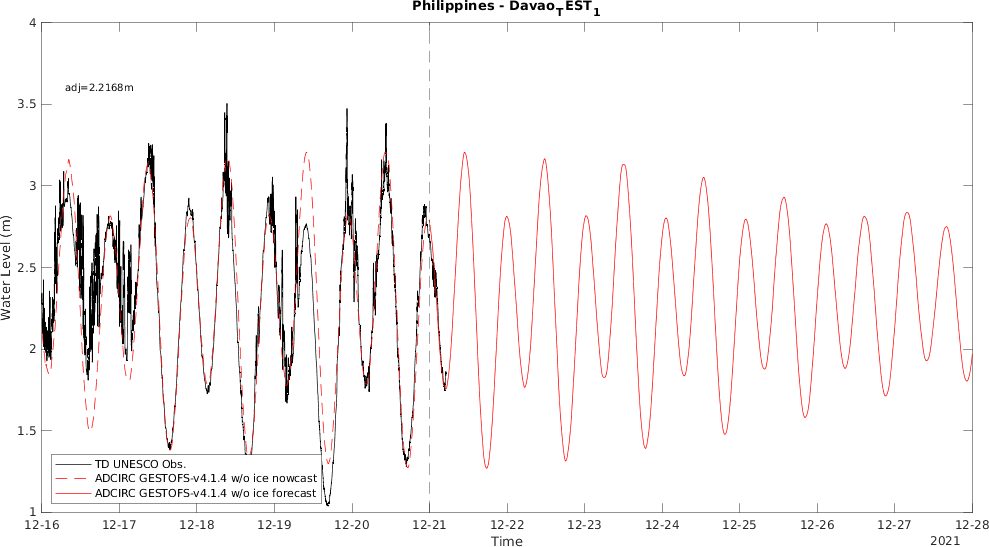 Philippines - Davao_TEST_1
4
adj=2.2168m
3.5
3
2.5
2
1.5
1
Water Level (m)
TD UNESCO Obs.
ADCIRC GESTOFS-v4.1.4 w/o ice nowcast
ADCIRC GESTOFS-v4.1.4 w/o ice forecast
12-16 12-17 12-18 12-19 12-20 12-21 12-22 12-23 12-24 12-25 12-26 12-27 12-28
Time
2021